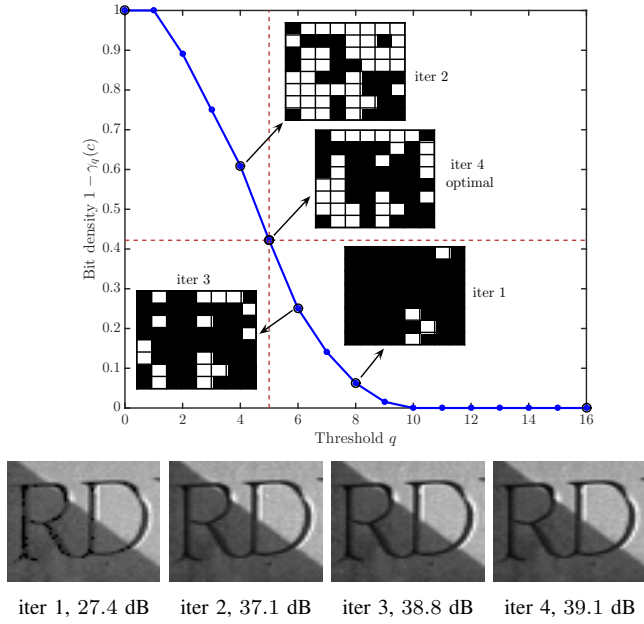 1
0.9
0.8
0.7
0.6
0.5
0.4
0.3
0.2
0.1
0
Bit density 1 − γq(c)
iter 2
iter 4
optimal
iter 3
iter 1
0 2 4 6 8 10 12 14 16
Threshold q
RD RD RD RD
iter 1, 27.4 dB iter 2, 37.1 dB iter 3, 38.8 dB iter 4, 39.1 dB